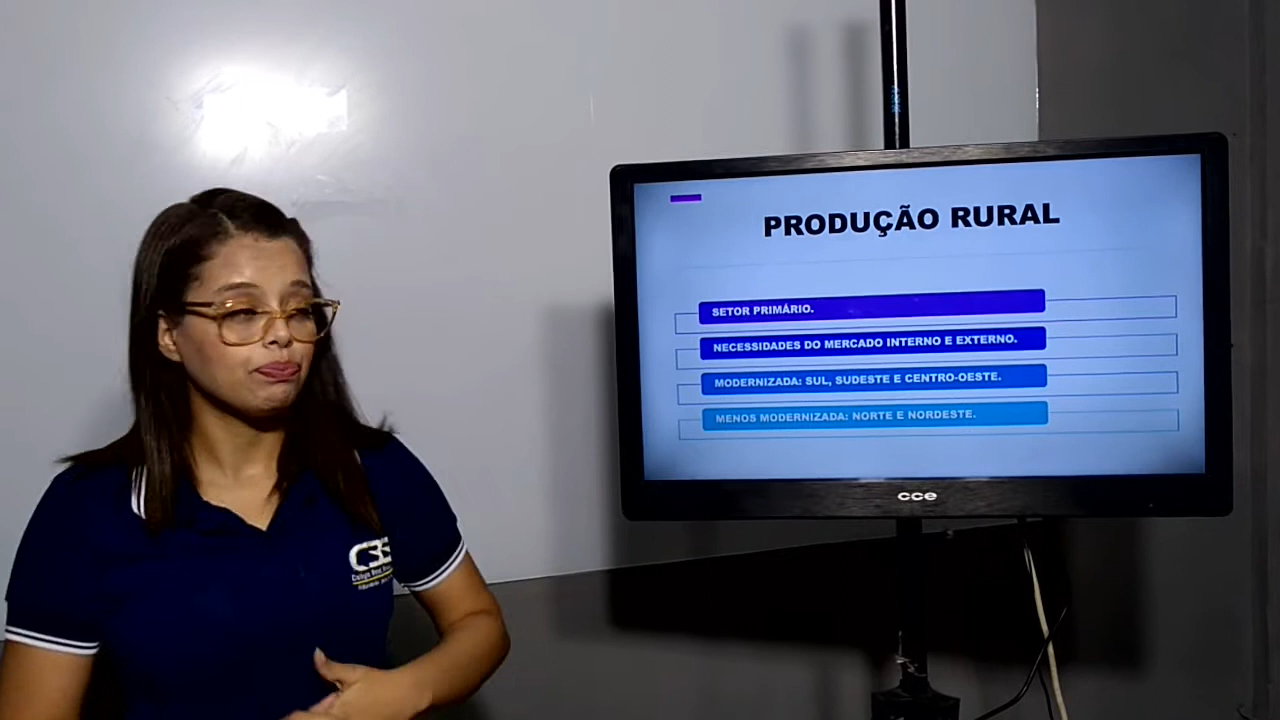 PRODUÇÃO RURAL
SETOR PRIMÁRIO.
NECESSIDADES DO MERCADO INTERNO E EXTERNO.
MODERNIZADA: SUL, SUDESTE E CENTRO-OESTE.
MENOS MODERNIZADA: NORTE E NORDESTE.
cce